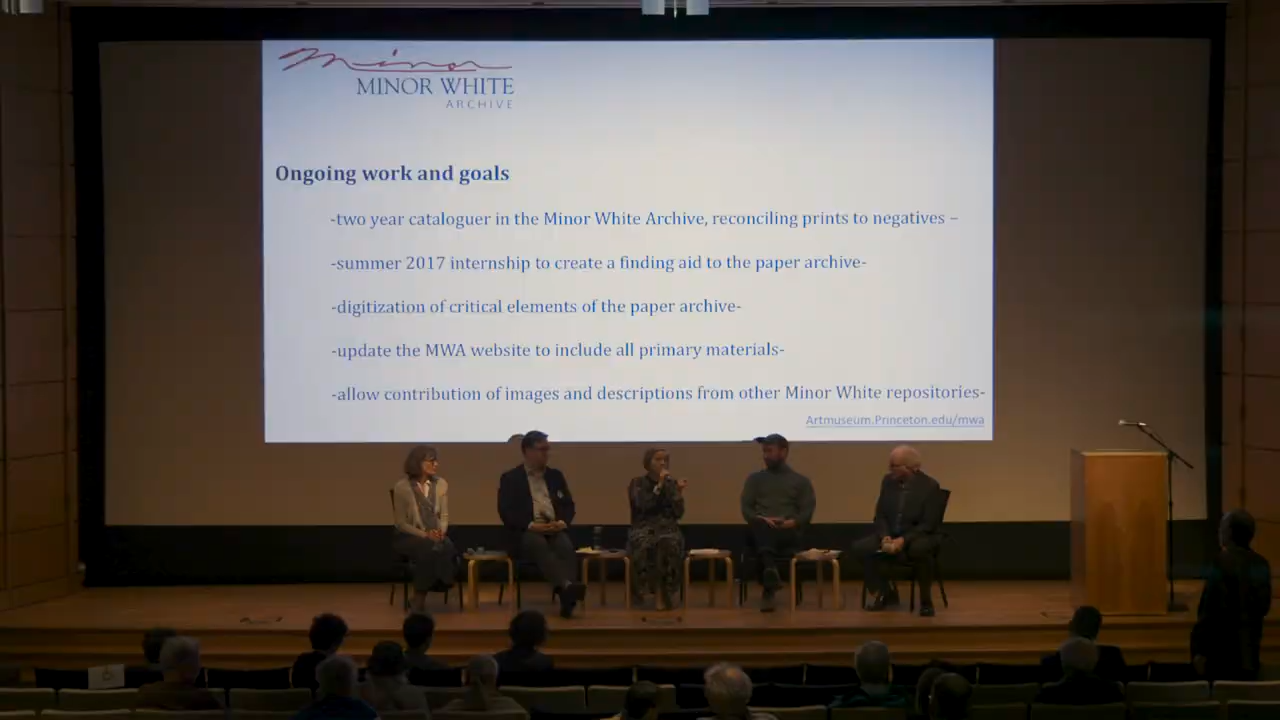 Minor
MINOR WHITE
ARCHIVE
Ongoing work and goals
-two year cataloguer in the Minor White Archive, reconciling prints to negatives –
-summer 2017 internship to create a finding aid to the paper archive-
-digitization of critical elements of the paper archive-
-update the MWA website to include all primary materials-
-allow contribution of images and descriptions from other Minor White repositories-
Artmuseum.Princeton.edu/mwa